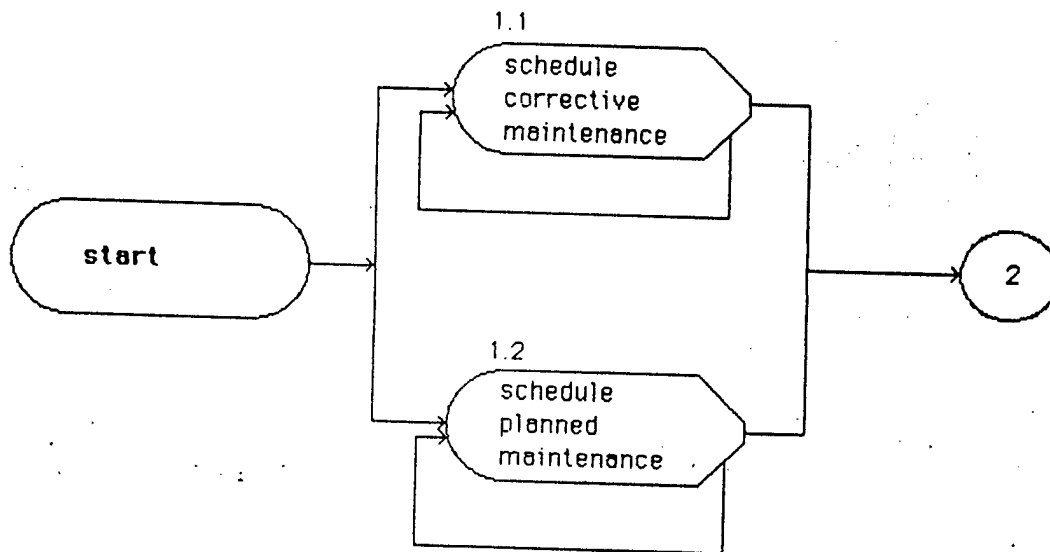 1.1
schedule
corrective
maintenance
start
2
1.2
schedule
planned
maintenance